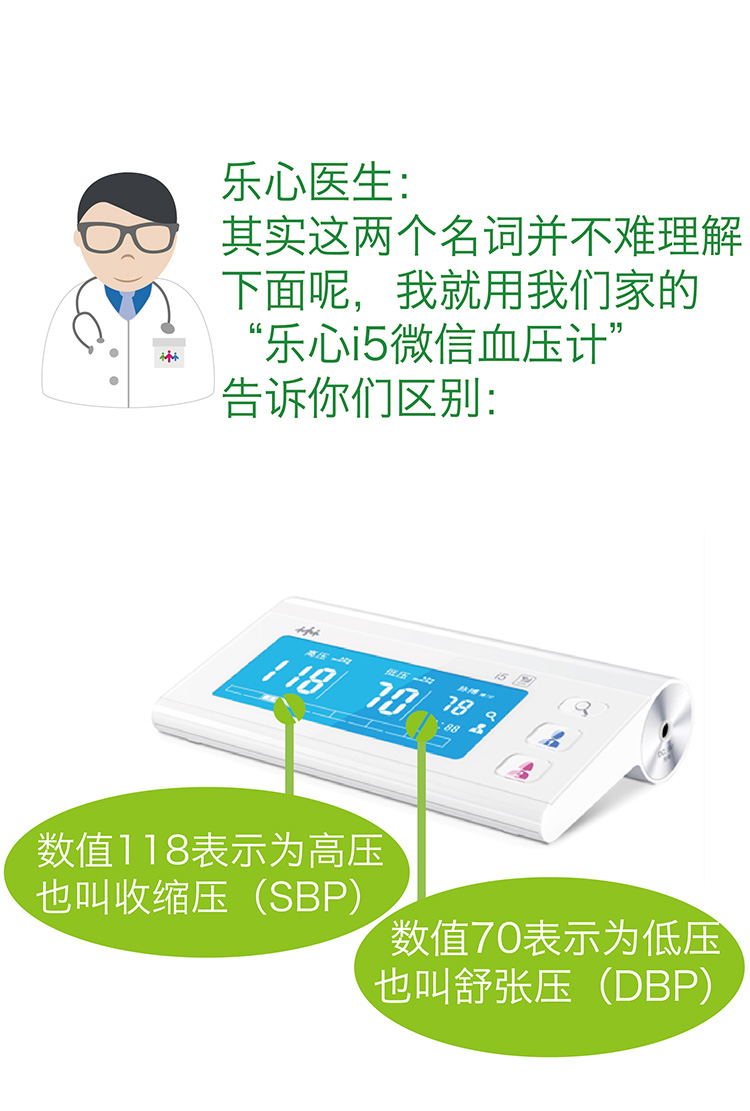 乐心医生：
其实这两个名词并不难理解
下面呢，我就用我们家的
“乐心i5微信血压计”
告诉你们区别：
高压
118
低压
70
脉搏
78
:88
i5
数值118表示为高压
也叫收缩压（SBP）
数值70表示为低压
也叫舒张压（DBP）